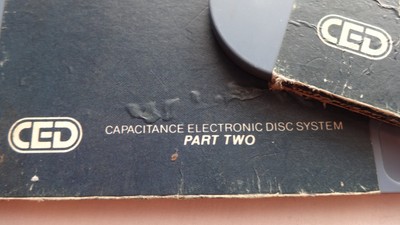 CED
CED
CAPACITANCE ELECTRONIC DISC SYSTEM
PART TWO